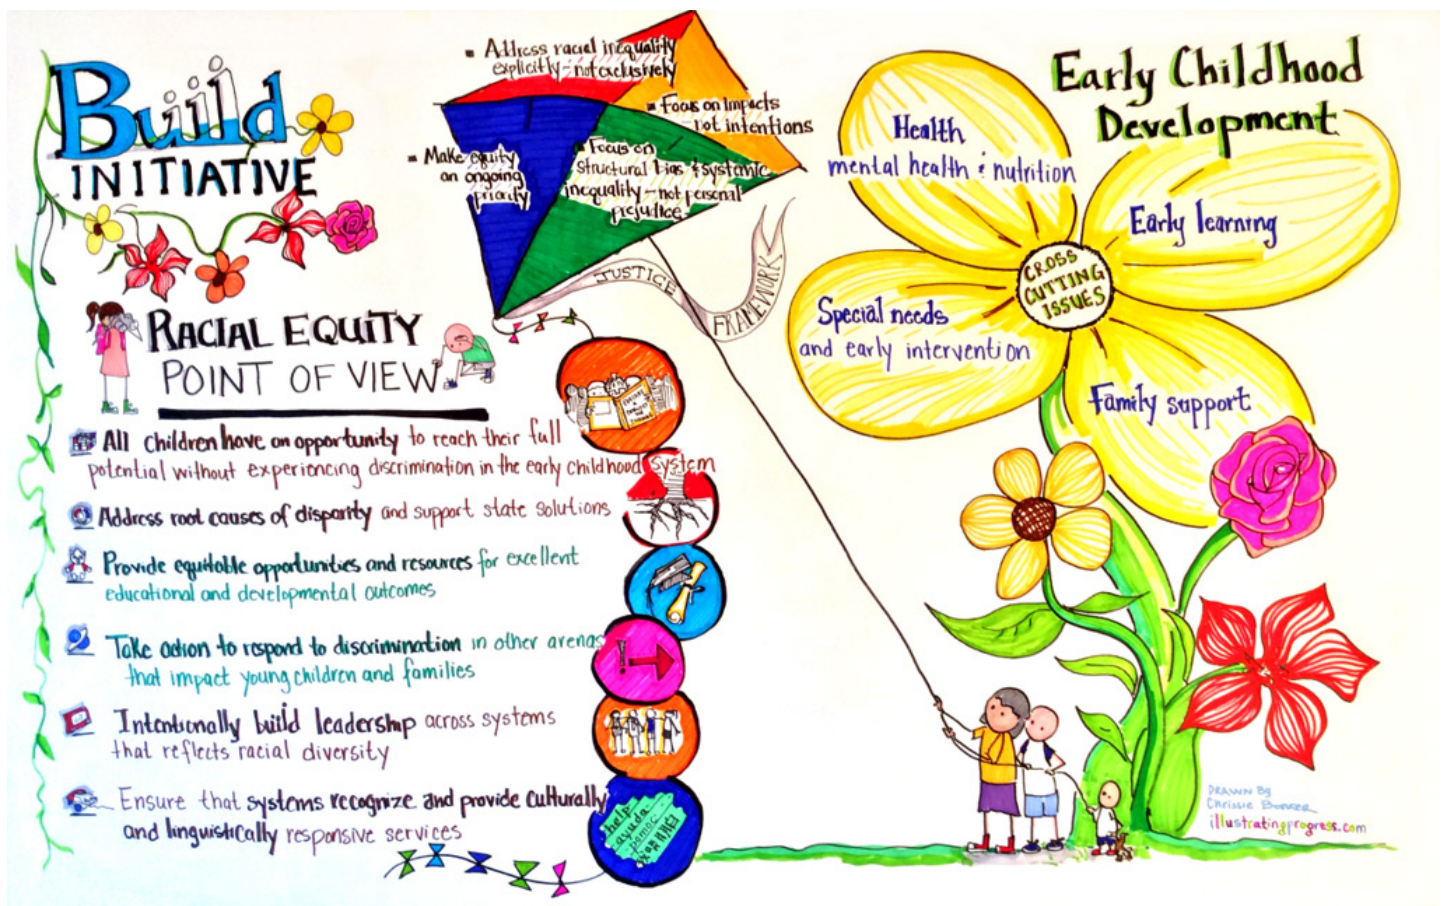 Build
INITIATIVE
RACIAL EQUITY
POINT OF VIEW
All children have an opportunity to reach their full
potential without experiencing discrimination in the early childhood system
Address root causes of disparity and support state solutions
Provide equitable opportunities and resources for excellent
educational and developmental outcomes
Take action to respond to discrimination in other arenas
that impact young children and families
Intentionally build leadership across systems
that reflects racial diversity
Ensure that systems recognize and provide culturally
and linguistically responsive services
Address racial inequality
explicitly - not exclusively
Focus on Impacts
- not intentions
Make equity
an ongoing
priority
Focus on
structural bias & systemic
inequality - not personal
prejudice
JUSTICE
FRAMEWORK
help
ayuda
pomoc
Early Childhood
Development
Health
mental health & nutrition
Early learning
CROSS
CUTTING
ISSUES
Special needs
and early intervention
Family support
DRAWN By
Chrissie
illustratingprogress.com